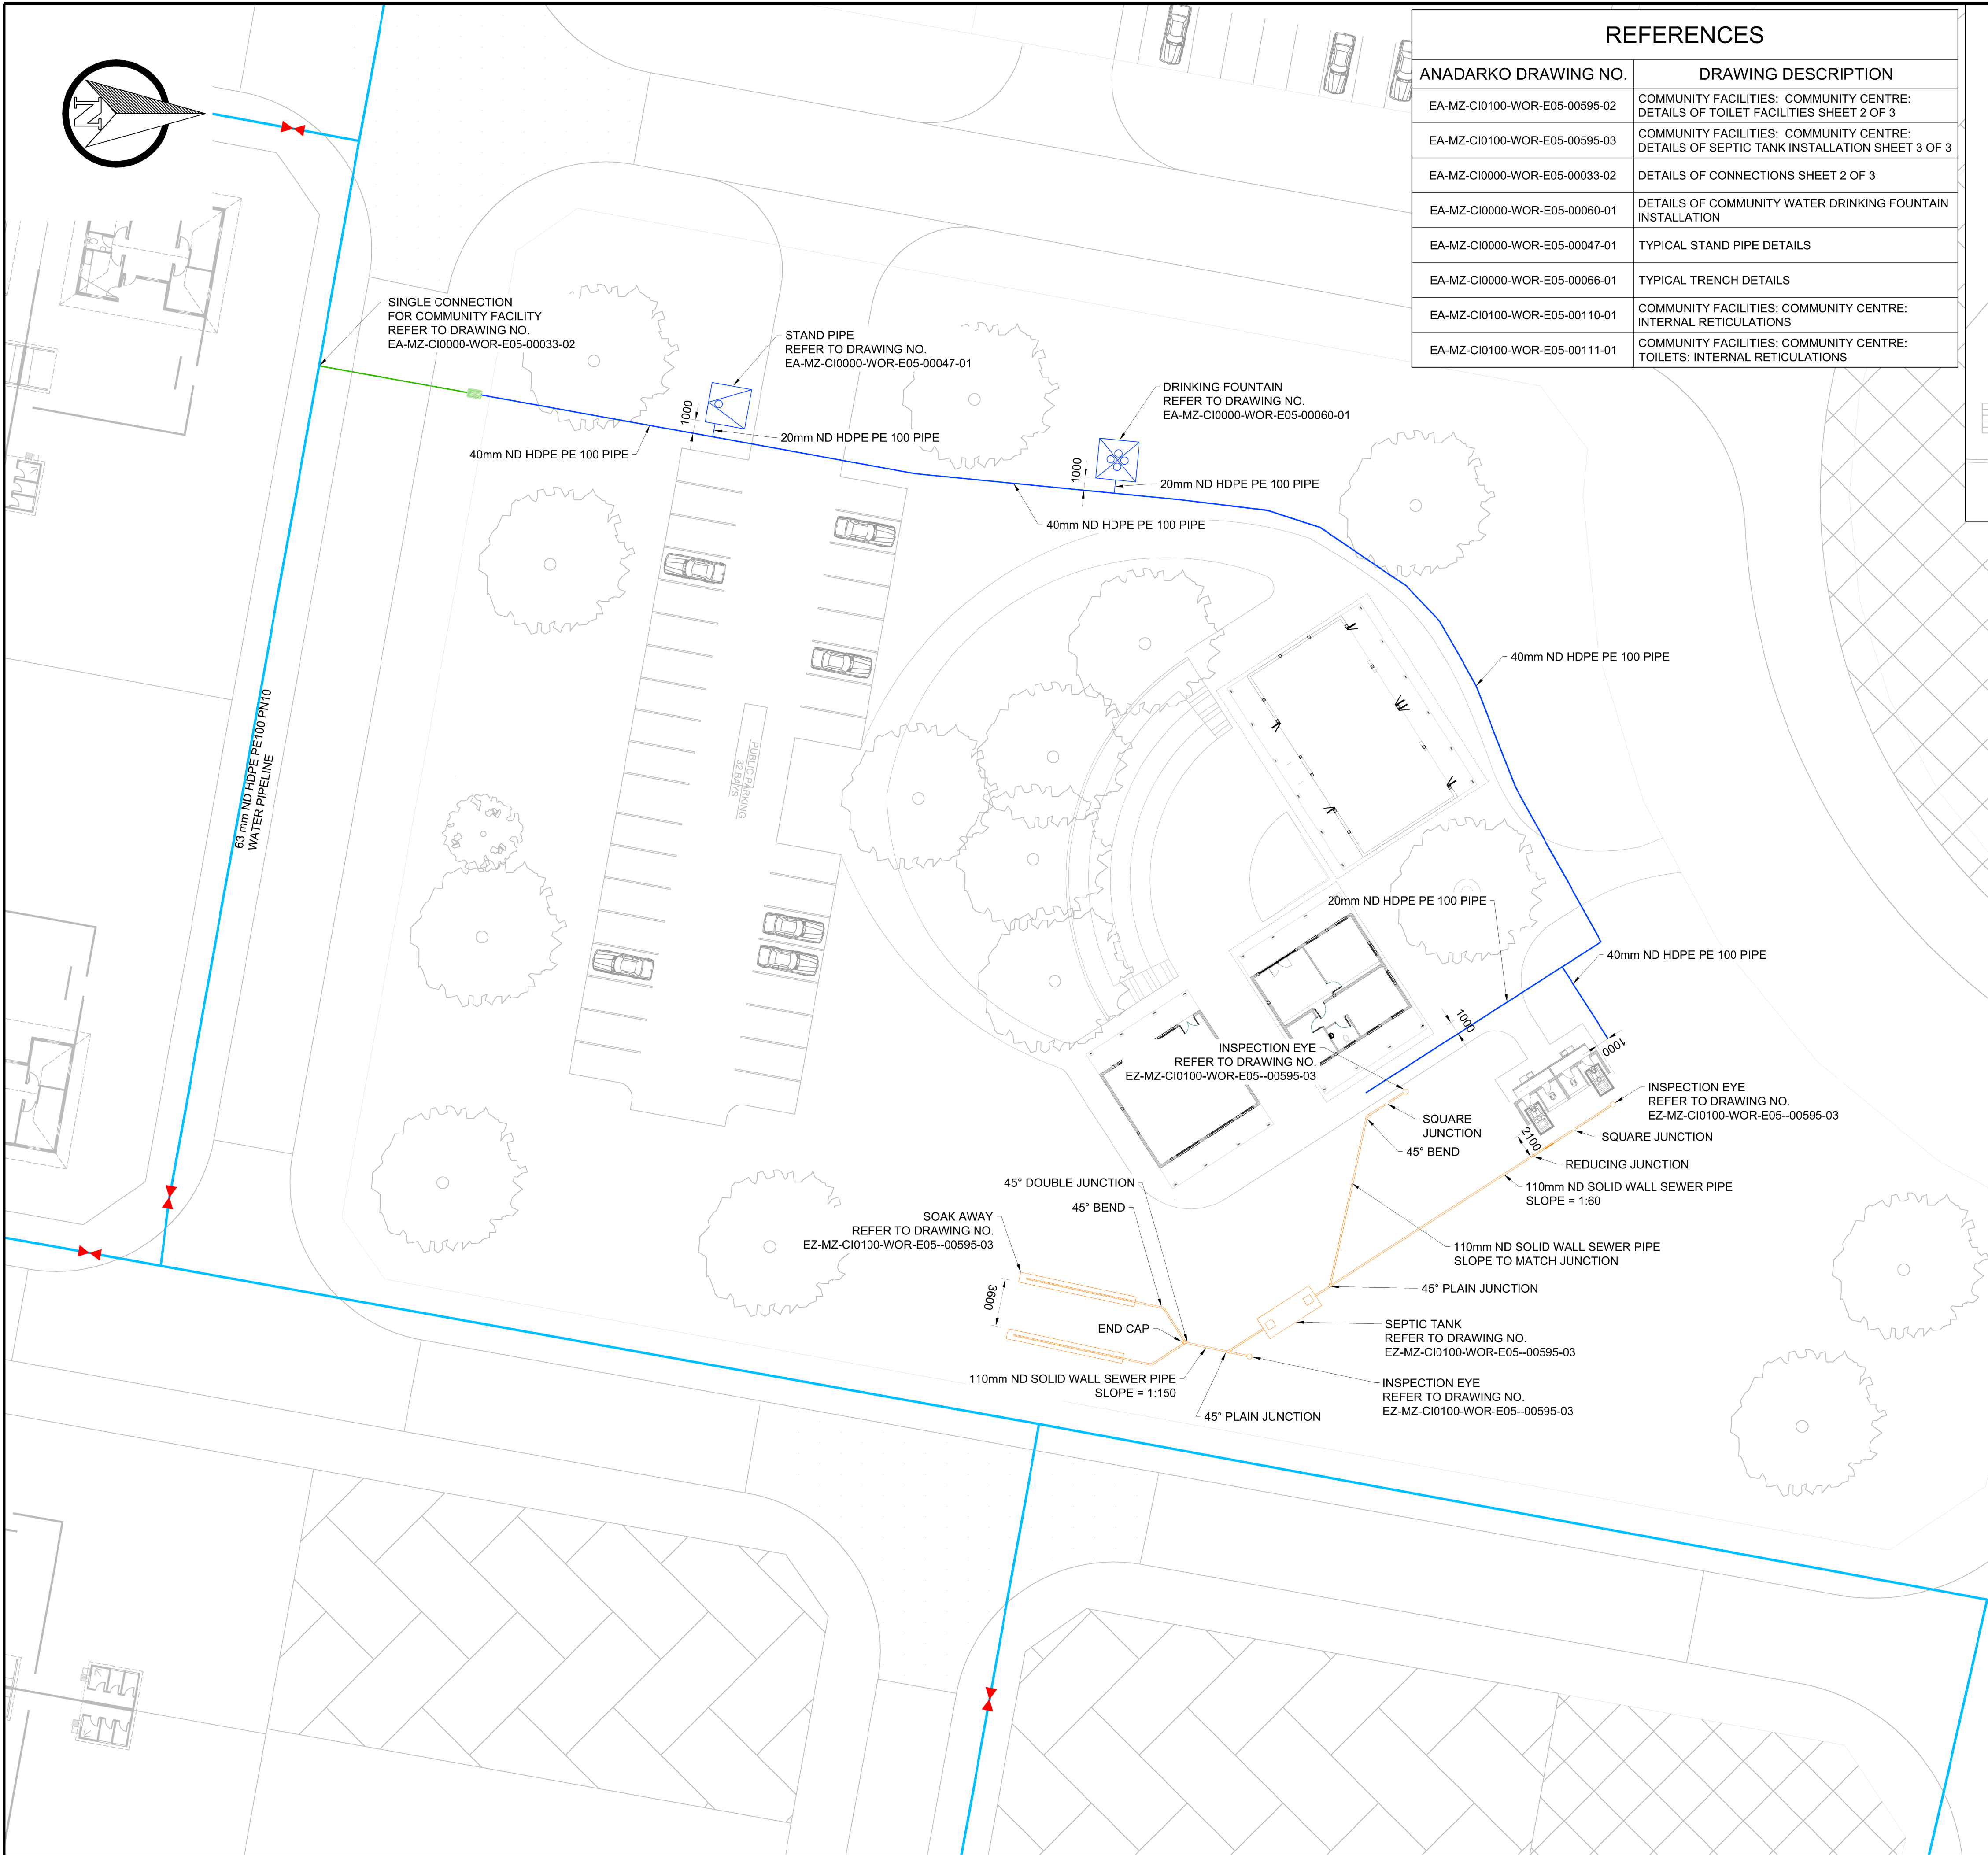 REFERENCES
ANADARKO DRAWING NO.
DRAWING DESCRIPTION
EA-MZ-CI0100-WOR-E05-00595-02
COMMUNITY FACILITIES: COMMUNITY CENTRE:
DETAILS OF TOILET FACILITIES SHEET 2 OF 3
EA-MZ-CI0100-WOR-E05-00595-03
COMMUNITY FACILITIES: COMMUNITY CENTRE:
DETAILS OF SEPTIC TANK INSTALLATION SHEET 3 OF 3
EA-MZ-CI0000-WOR-E05-00033-02
DETAILS OF CONNECTIONS SHEET 2 OF 3
EA-MZ-CI0000-WOR-E05-00060-01
DETAILS OF COMMUNITY WATER DRINKING FOUNTAIN
INSTALLATION
EA-MZ-CI0000-WOR-E05-00047-01
TYPICAL STAND PIPE DETAILS
EA-MZ-CI0000-WOR-E05-00066-01
TYPICAL TRENCH DETAILS
EA-MZ-CI0100-WOR-E05-00110-01
COMMUNITY FACILITIES: COMMUNITY CENTRE:
INTERNAL RETICULATIONS
EA-MZ-CI0100-WOR-E05-00111-01
COMMUNITY FACILITIES: COMMUNITY CENTRE:
TOILETS: INTERNAL RETICULATIONS
N
SINGLE CONNECTION
FOR COMMUNITY FACILITY
REFER TO DRAWING NO.
EA-MZ-CI0000-WOR-E05-00033-02
STAND PIPE
REFER TO DRAWING NO.
EA-MZ-CI0000-WOR-E05-00047-01
DRINKING FOUNTAIN
REFER TO DRAWING NO.
EA-MZ-CI0000-WOR-E05-00060-01
1000
20mm ND HDPE PE 100 PIPE
40mm ND HDPE PE 100 PIPE
1000
20mm ND HDPE PE 100 PIPE
40mm ND HDPE PE 100 PIPE
40mm ND HDPE PE 100 PIPE
63 mm ND HDPE PE100 PN10
WATER PIPELINE
PUBLIC PARKING
32 BAYS
20mm ND HDPE PE 100 PIPE
40mm ND HDPE PE 100 PIPE
1000
1000
INSPECTION EYE
REFER TO DRAWING NO.
EZ-MZ-CI0100-WOR-E05--00595-03
INSPECTION EYE
REFER TO DRAWING NO.
EZ-MZ-CI0100-WOR-E05--00595-03
SQUARE
JUNCTION
45° BEND
2100
SQUARE JUNCTION
REDUCING JUNCTION
110mm ND SOLID WALL SEWER PIPE
SLOPE = 1:60
45° DOUBLE JUNCTION
45° BEND
SOAK AWAY
REFER TO DRAWING NO.
EZ-MZ-CI0100-WOR-E05--00595-03
110mm ND SOLID WALL SEWER PIPE
SLOPE TO MATCH JUNCTION
45° PLAIN JUNCTION
3600
END CAP
SEPTIC TANK
REFER TO DRAWING NO.
EZ-MZ-CI0100-WOR-E05--00595-03
110mm ND SOLID WALL SEWER PIPE
SLOPE = 1:150
INSPECTION EYE
REFER TO DRAWING NO.
EZ-MZ-CI0100-WOR-E05--00595-03
45° PLAIN JUNCTION